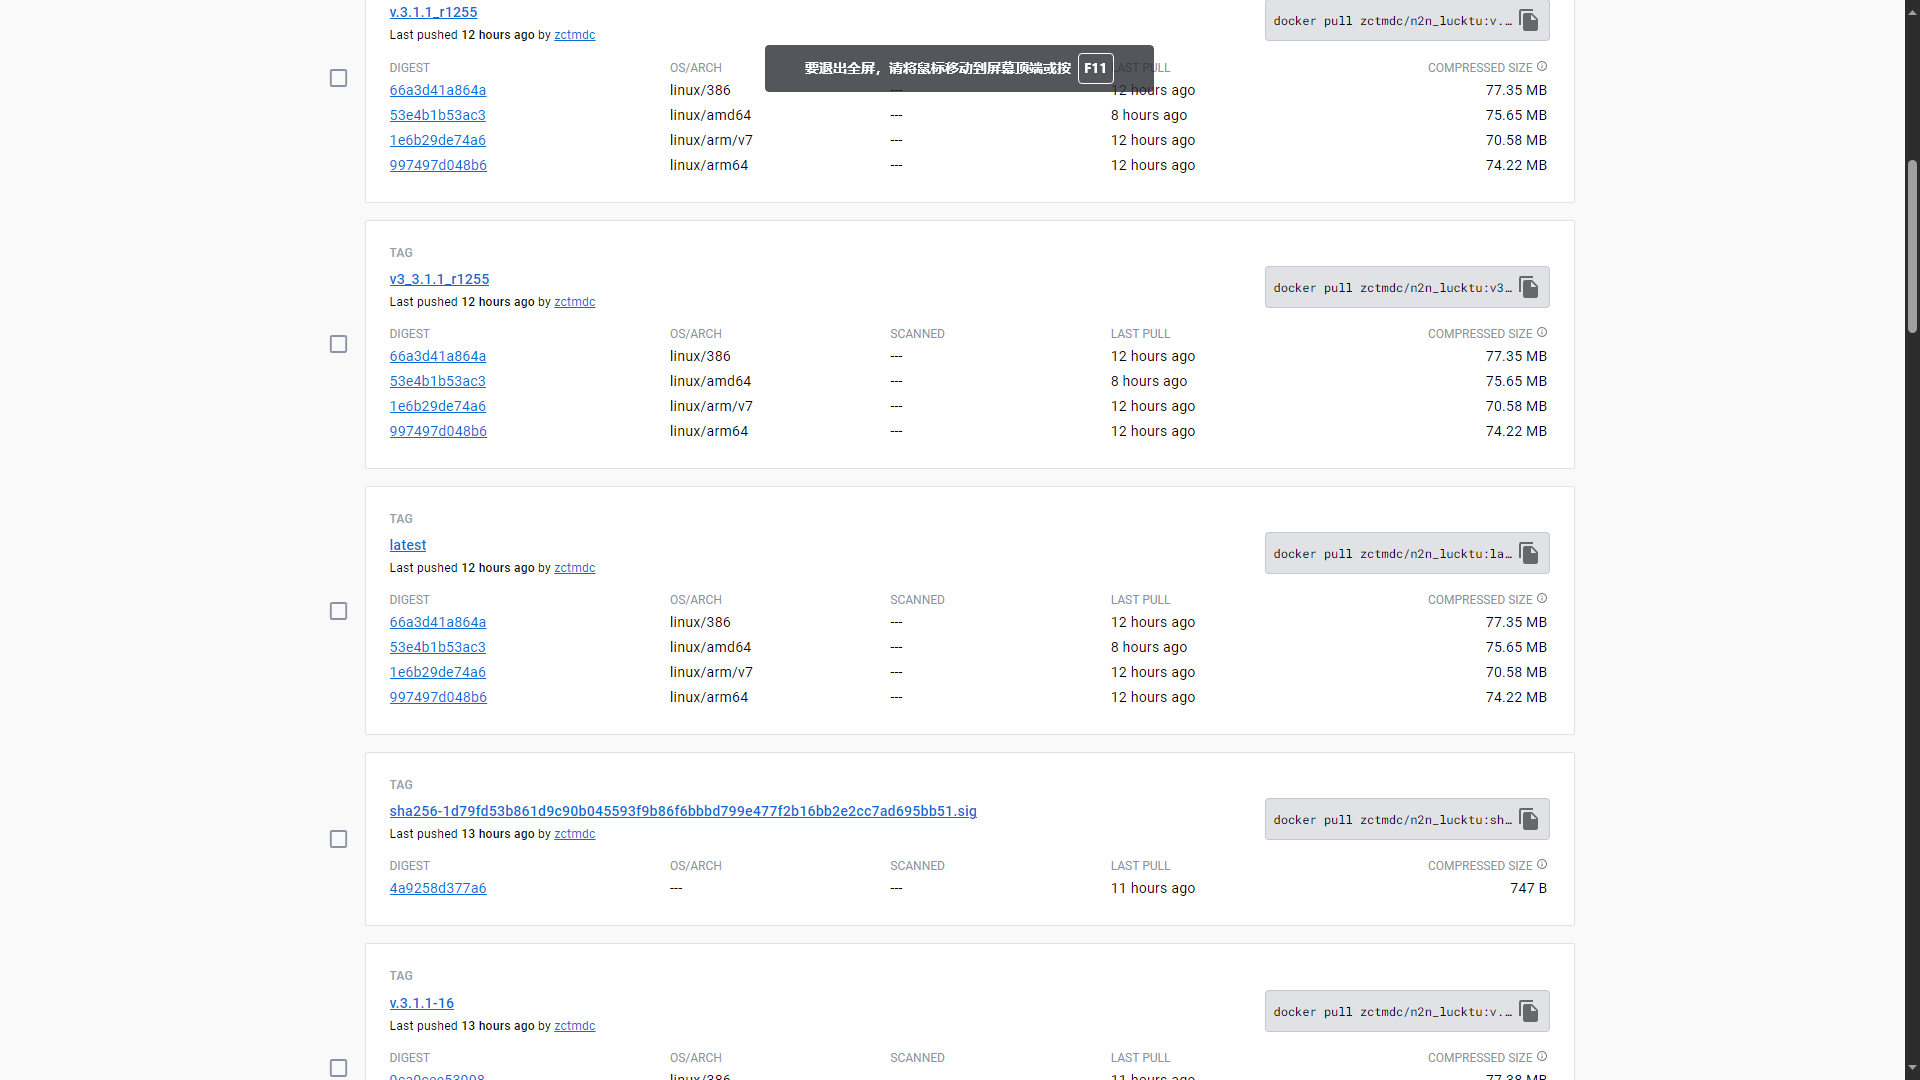 v.3.1.1_r1255
Last pushed 12 hours ago by zctmdc
docker pull zctmdc/n2n_lucktu:v....
要退出全屏，请将鼠标移动到屏幕顶端或按 F11
DIGEST OS/ARCH LAST PULL COMPRESSED SIZE
66a3d41a864a linux/386 --- 12 hours ago 77.35 MB
53e4b1b53ac3 linux/amd64 --- 8 hours ago 75.65 MB
1e6b29de74a6 linux/arm/v7 --- 12 hours ago 70.58 MB
997497d048b6 linux/arm64 --- 12 hours ago 74.22 MB
TAG
v3_3.1.1_r1255
Last pushed 12 hours ago by zctmdc
docker pull zctmdc/n2n_lucktu:v3...
DIGEST OS/ARCH SCANNED LAST PULL COMPRESSED SIZE
66a3d41a864a linux/386 --- 12 hours ago 77.35 MB
53e4b1b53ac3 linux/amd64 --- 8 hours ago 75.65 MB
1e6b29de74a6 linux/arm/v7 --- 12 hours ago 70.58 MB
997497d048b6 linux/arm64 --- 12 hours ago 74.22 MB
TAG
latest
Last pushed 12 hours ago by zctmdc
docker pull zctmdc/n2n_lucktu:la...
DIGEST OS/ARCH SCANNED LAST PULL COMPRESSED SIZE
66a3d41a864a linux/386 --- 12 hours ago 77.35 MB
53e4b1b53ac3 linux/amd64 --- 8 hours ago 75.65 MB
1e6b29de74a6 linux/arm/v7 --- 12 hours ago 70.58 MB
997497d048b6 linux/arm64 --- 12 hours ago 74.22 MB
TAG
sha256-1d79fd53b861d9c90b045593f9b86f6bbbd799e477f2b16bb2e2cc7ad695bb51.sig
Last pushed 13 hours ago by zctmdc
docker pull zctmdc/n2n_lucktu:sh...
DIGEST OS/ARCH SCANNED LAST PULL COMPRESSED SIZE
4a9258d377a6 --- --- 11 hours ago 747 B
TAG
v.3.1.1-16
Last pushed 13 hours ago by zctmdc
docker pull zctmdc/n2n_lucktu:v....
DIGEST OS/ARCH SCANNED LAST PULL COMPRESSED SIZE
linux/386 11 hours ago 77.38 MB